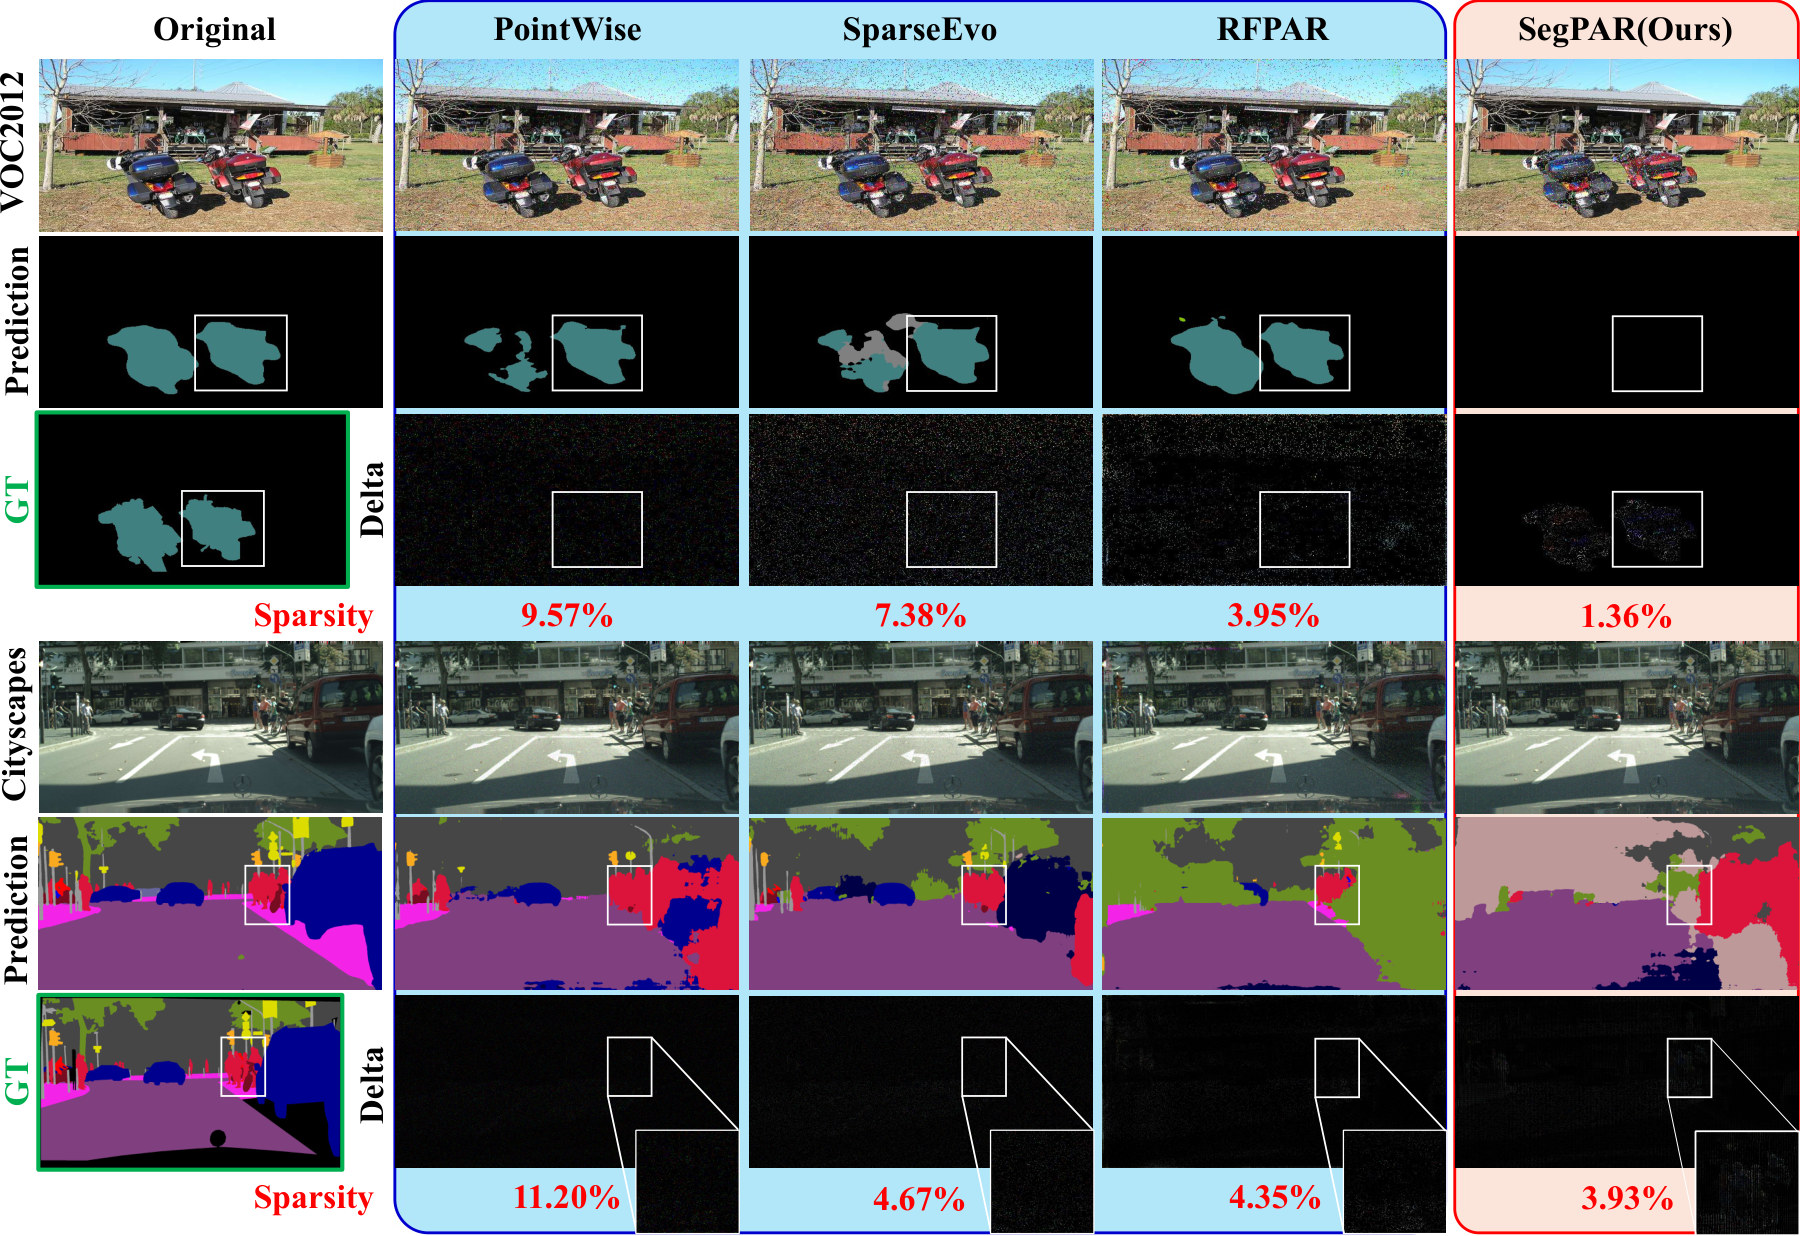 Original PointWise SparseEvo RFPAR SegPAR(Ours)
VOC2012
Prediction
GT
Delta
Sparsity 9.57% 7.38% 3.95% 1.36%
Cityscapes
Prediction
GT
Delta
Sparsity 11.20% 4.67% 4.35% 3.93%